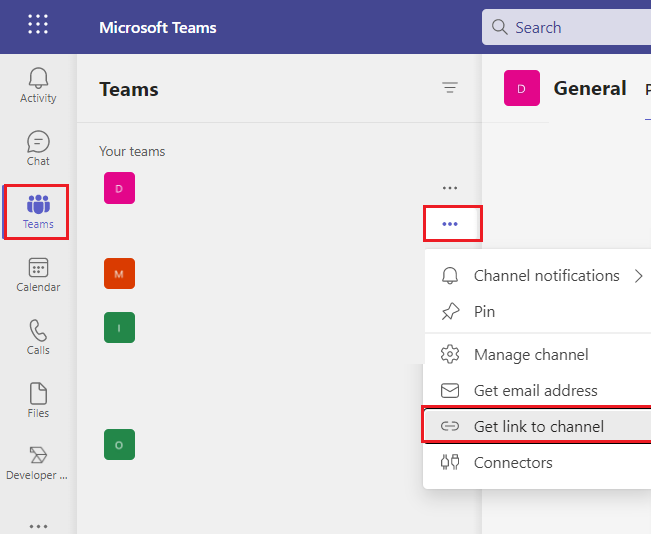 Microsoft Teams
Search
Activity
Chat
Teams
Calendar
Calls
Files
Developer ...
Teams
Your teams
D
M
I
O
D
General
Channel notifications
Pin
Manage channel
Get email address
Get link to channel
Connectors